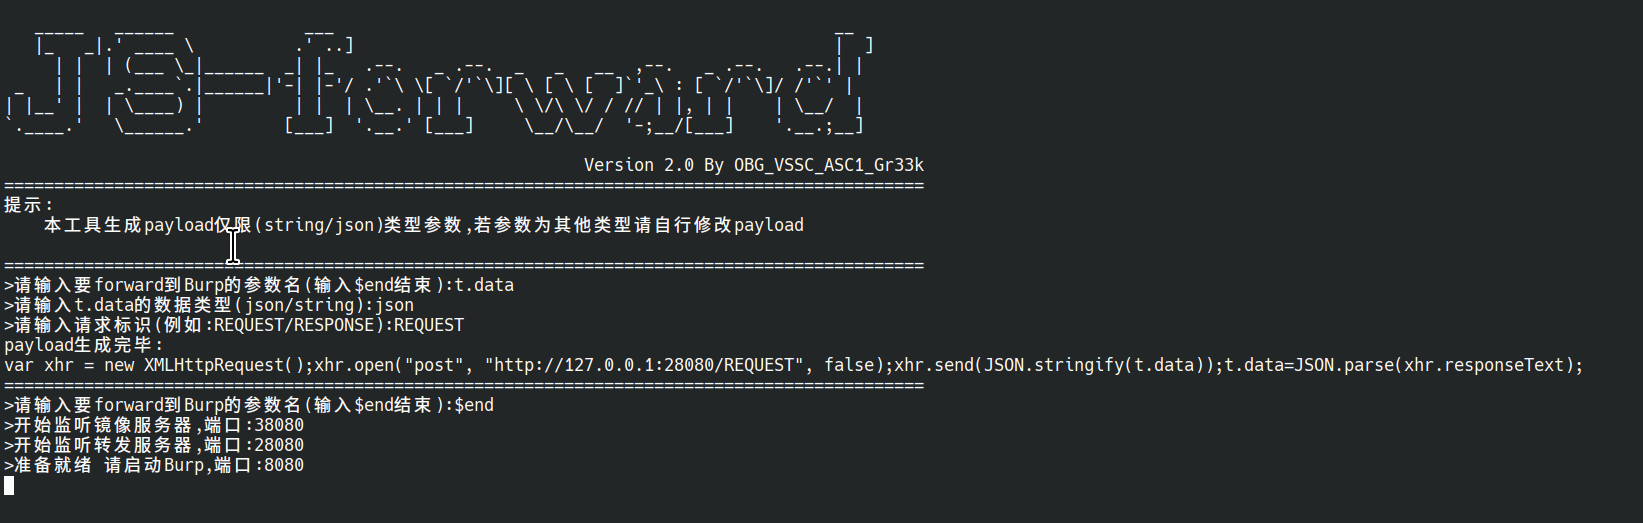 JS-forward
Version 2.0 By OBG_VSSC_ASC1_Gr33k
============================================================================================
提示:
本工具生成payload仅限(string/json)类型参数,若参数为其他类型请自行修改payload
============================================================================================
>请输入要forward到Burp的参数名(输入$end结束):t.data
>请输入t.data的数据类型(json/string):json
>请输入请求标识(例如:REQUEST/RESPONSE):REQUEST
payload生成完毕:
var xhr = new XMLHttpRequest();xhr.open("post", "http://127.0.0.1:28080/REQUEST", false);xhr.send(JSON.stringify(t.data));t.data=JSON.parse(xhr.responseText);
============================================================================================
>请输入要forward到Burp的参数名(输入$end结束):$end
>开始监听镜像服务器,端口:38080
>开始监听转发服务器,端口:28080
>准备就绪 请启动Burp,端口:8080